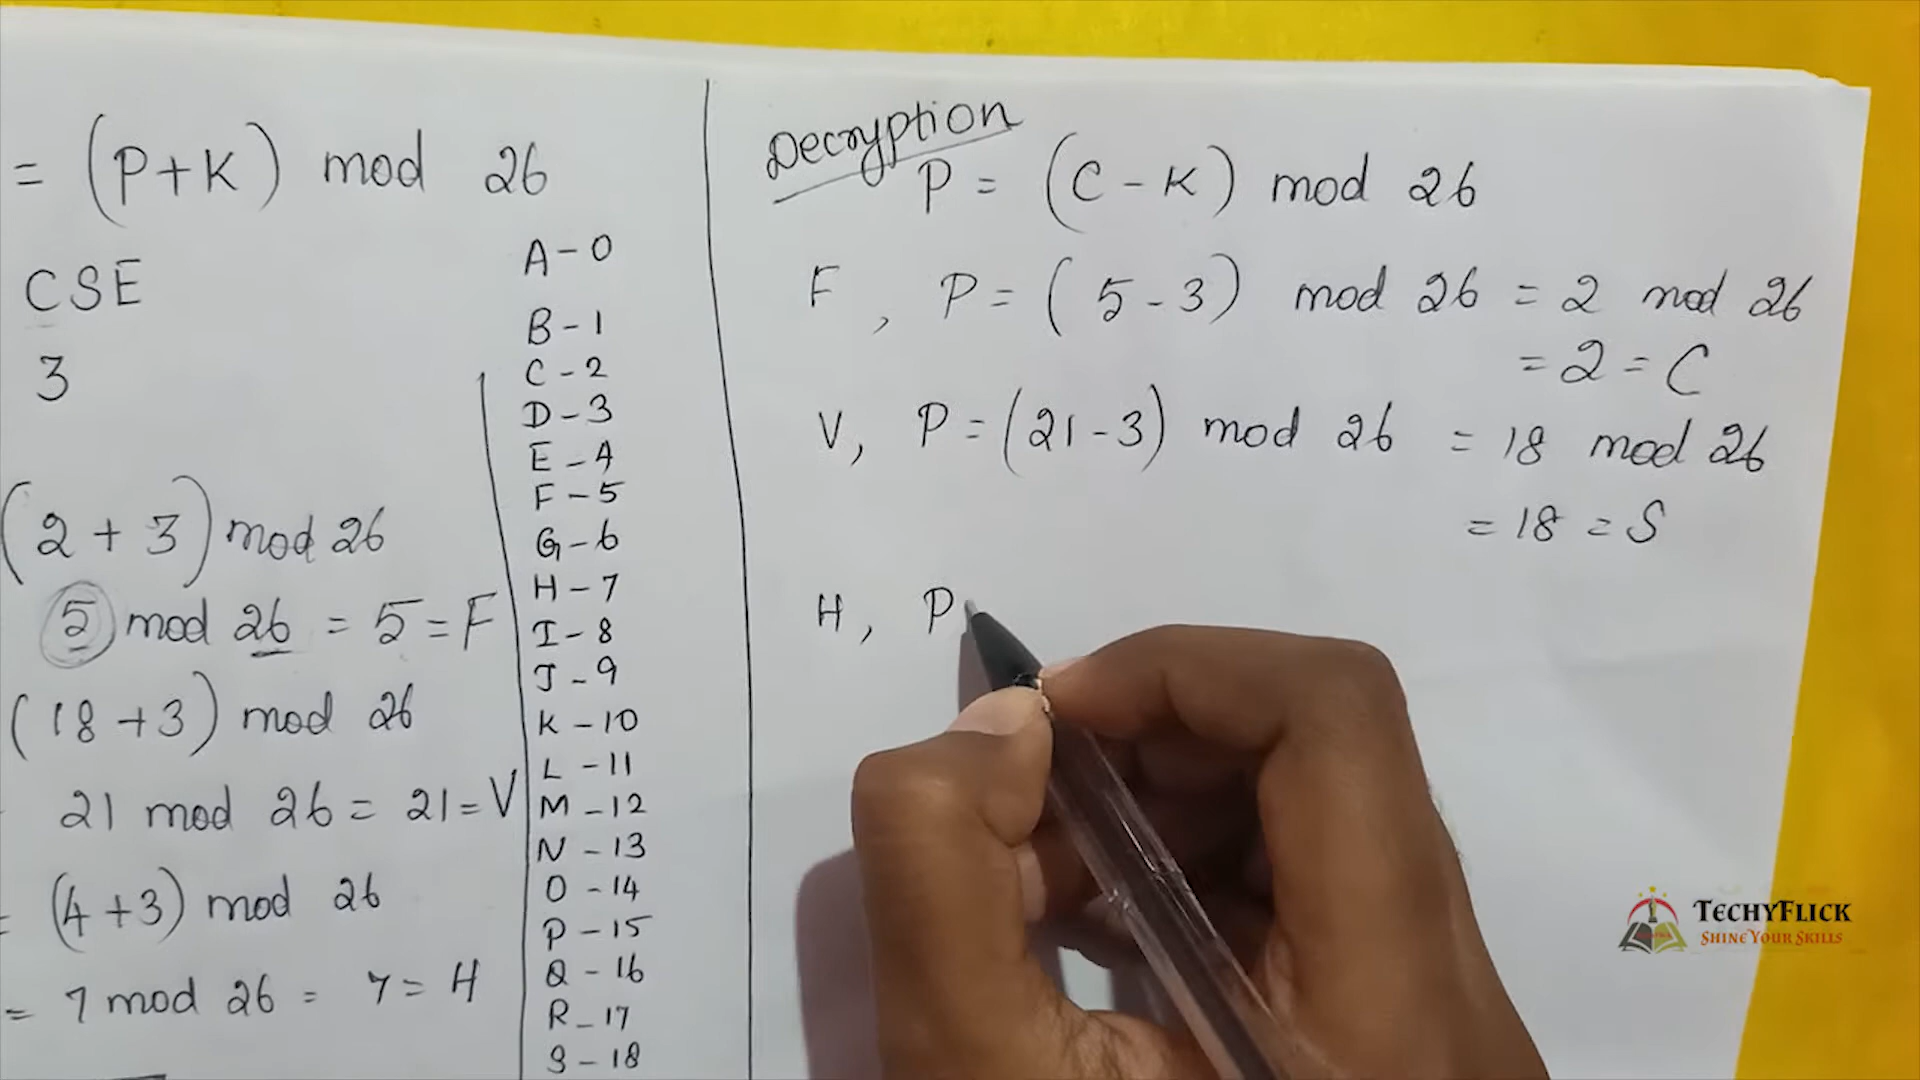 = (P+K) mod 26
CSE
3
(2 + 3) mod 26
5 mod 26 = 5 = F
(18 +3) mod 26
21 mod 26 = 21 = V
= (4 +3) mod 26
= 7 mod 26 = 7 = H
A - 0
B - 1
C - 2
D - 3
E - 4
F - 5
G - 6
H - 7
I - 8
J - 9
K - 10
L - 11
M - 12
N - 13
O - 14
P - 15
Q - 16
R - 17
S - 18
Decryption
P = (C - K) mod 26
F , P = ( 5 - 3) mod 26 = 2 mod 26
= 2 = C
V, P = (21 - 3) mod 26 = 18 mod 26
= 18 = S
H , P
TECHYFLICK
SHINE YOUR SKILLS